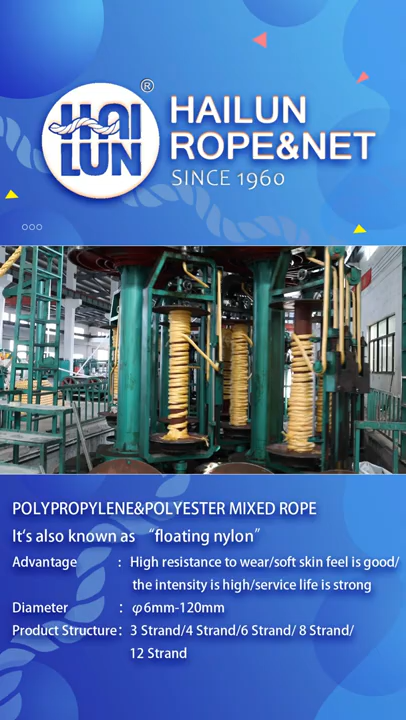 HAI
LUN
®
HAILUN
ROPE&NET
SINCE 1960
POLYPROPYLENE&POLYESTER MIXED ROPE
It‘s also known as “floating nylon”
Advantage : High resistance to wear/soft skin feel is good/
the intensity is high/service life is strong
Diameter : φ6mm-120mm
Product Structure: 3 Strand/4 Strand/6 Strand/ 8 Strand/
12 Strand